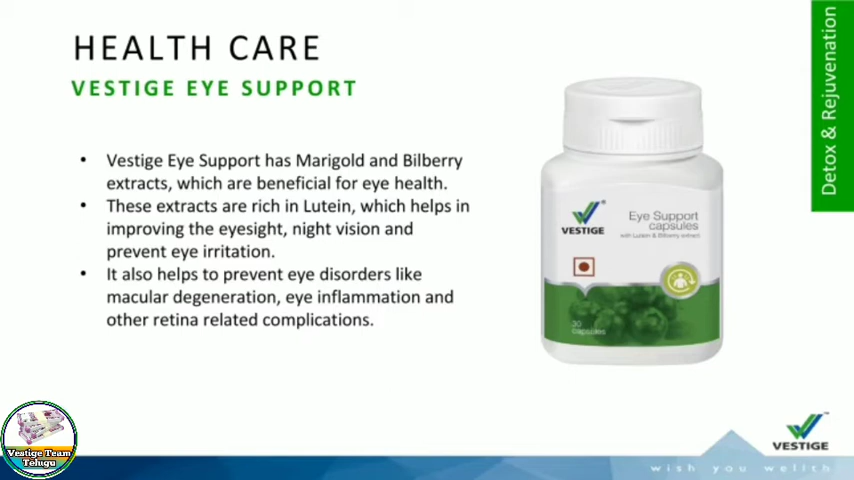 HEALTH CARE
VESTIGE EYE SUPPORT
• Vestige Eye Support has Marigold and Bilberry
extracts, which are beneficial for eye health.
• These extracts are rich in Lutein, which helps in
improving the eyesight, night vision and
prevent eye irritation.
• It also helps to prevent eye disorders like
macular degeneration, eye inflammation and
other retina related complications.
Detox & Rejuvenation
VESTIGE
Eye Support
capsules
with Lutein & Bilberry extract
30
capsules
Vestige Team
Telugu
VESTIGE
wish you wellth